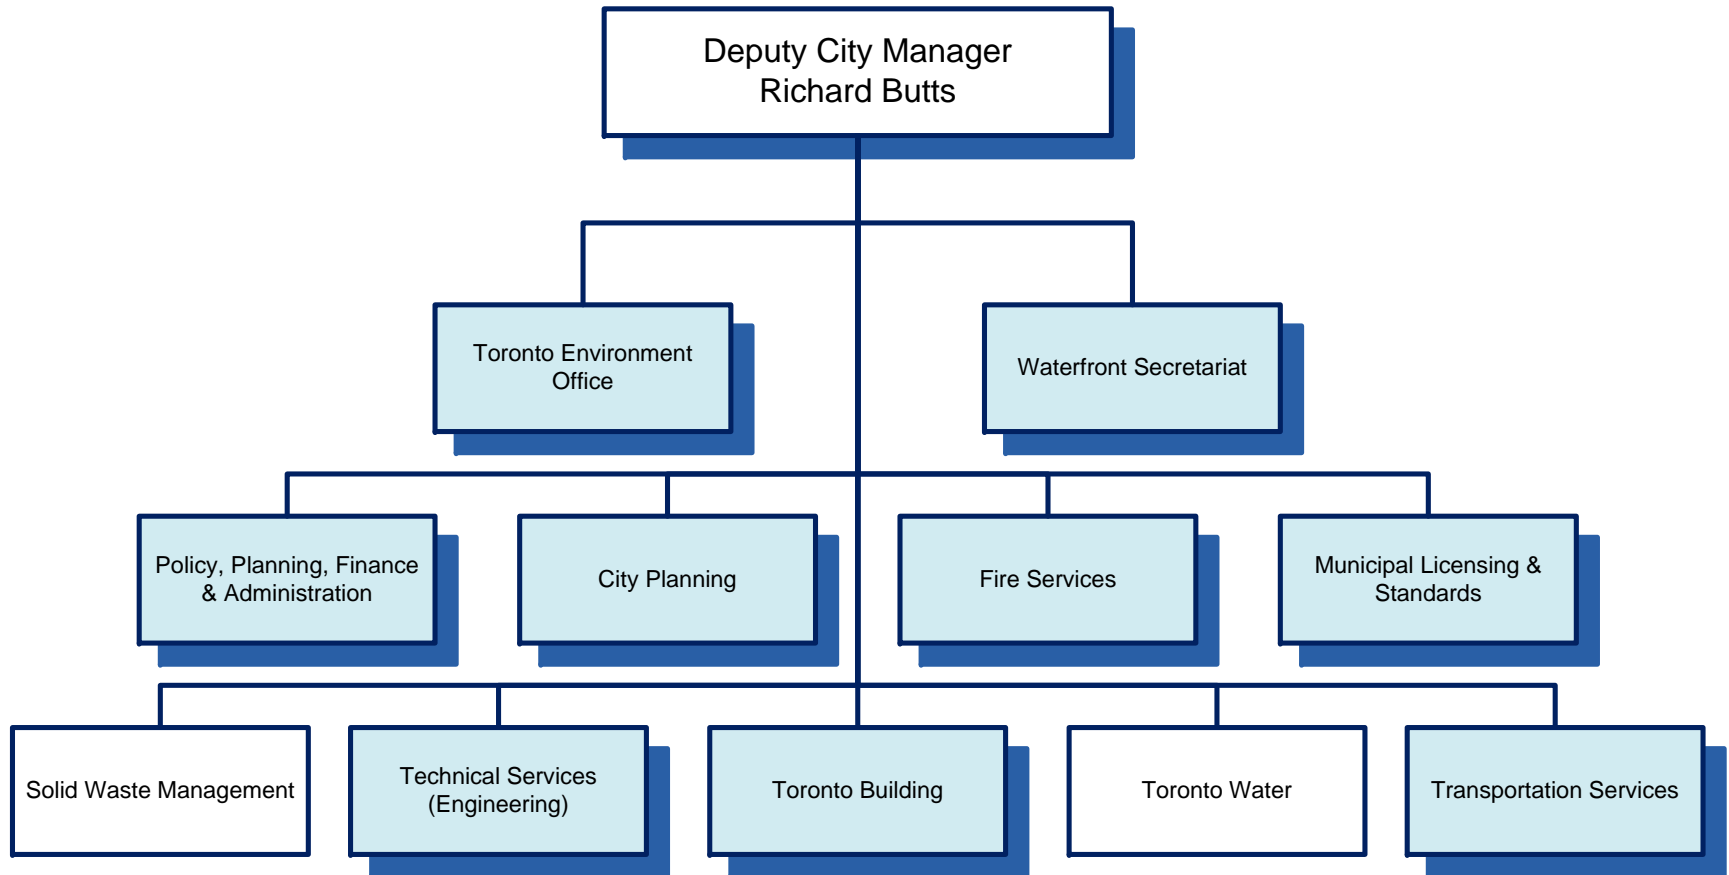 Deputy City Manager
Richard Butts
Toronto Environment
Office
Waterfront Secretariat
Policy, Planning, Finance
& Administration
City Planning
Fire Services
Municipal Licensing &
Standards
Solid Waste Management
Technical Services
(Engineering)
Toronto Building
Toronto Water
Transportation Services